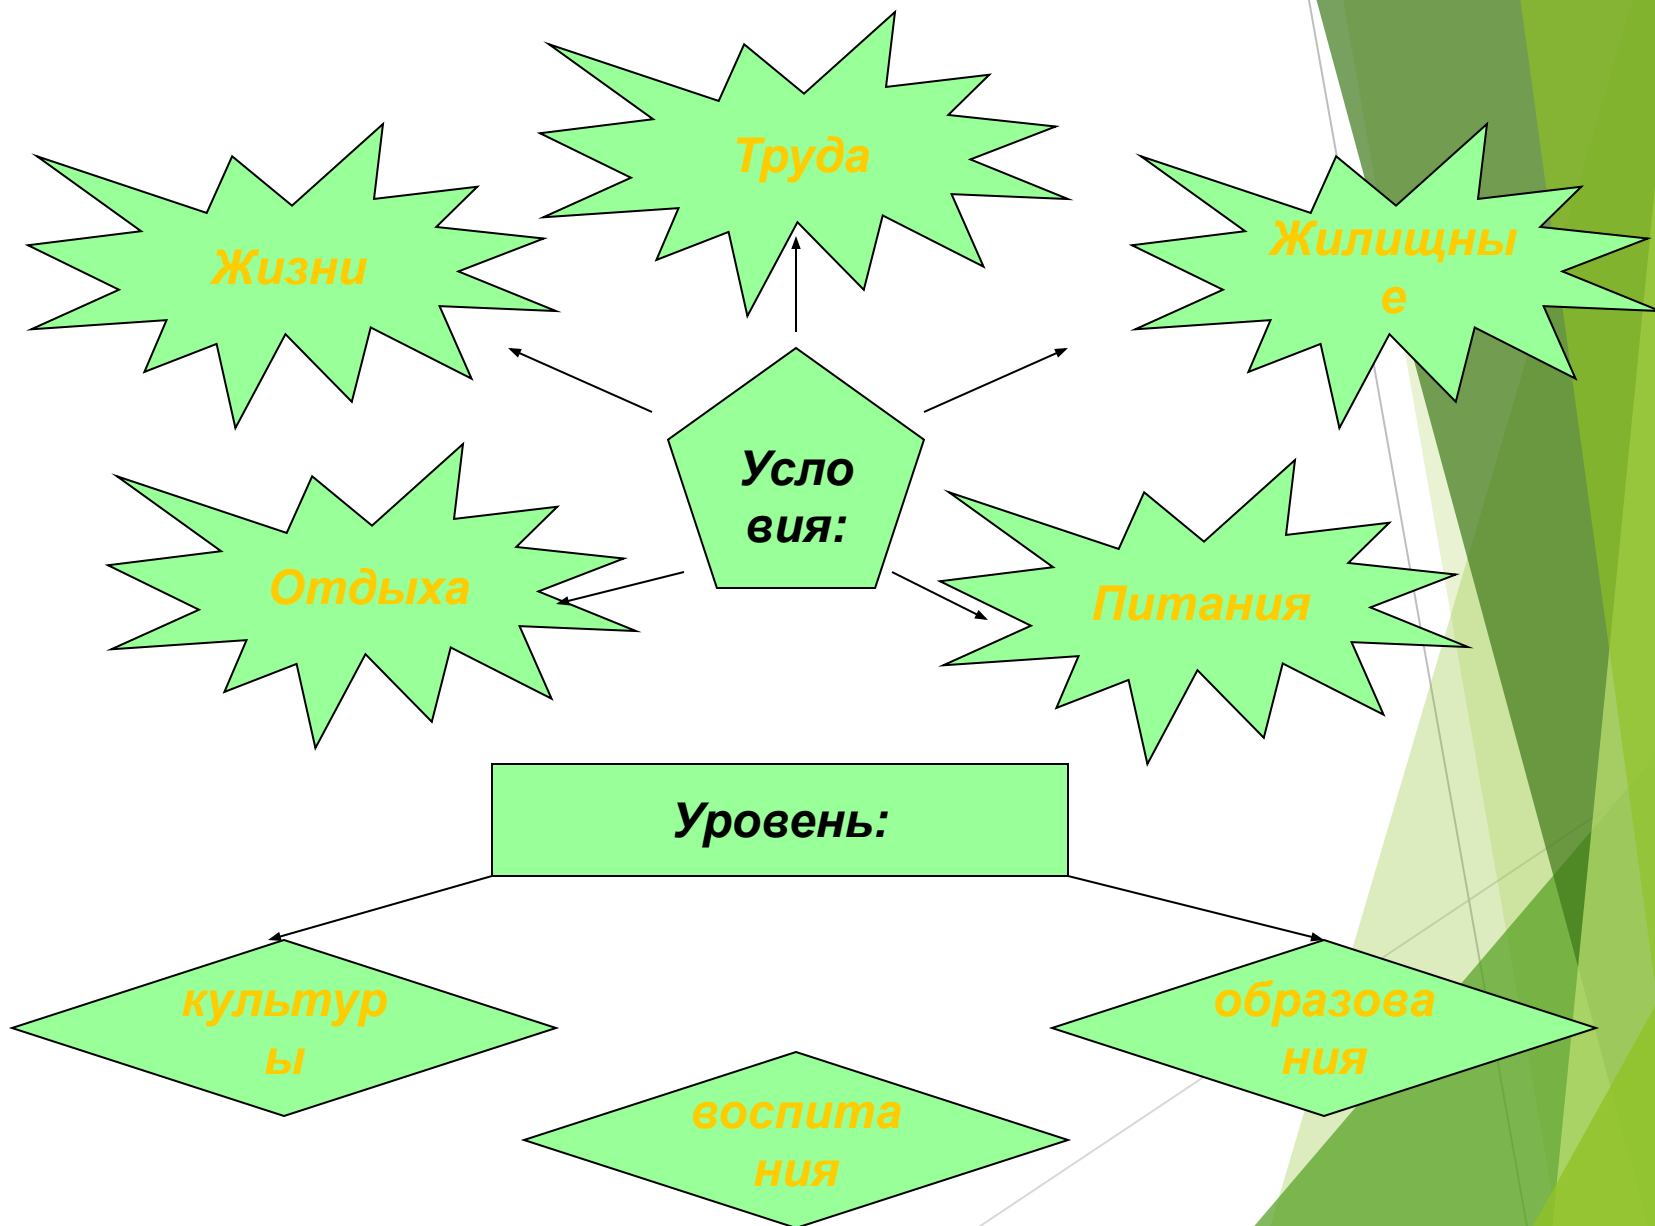 Труда
Жизни
Жилищны
е
Усло
вия:
Отдыха
Питания
Уровень:
культур
ы
образова
ния
воспита
ния